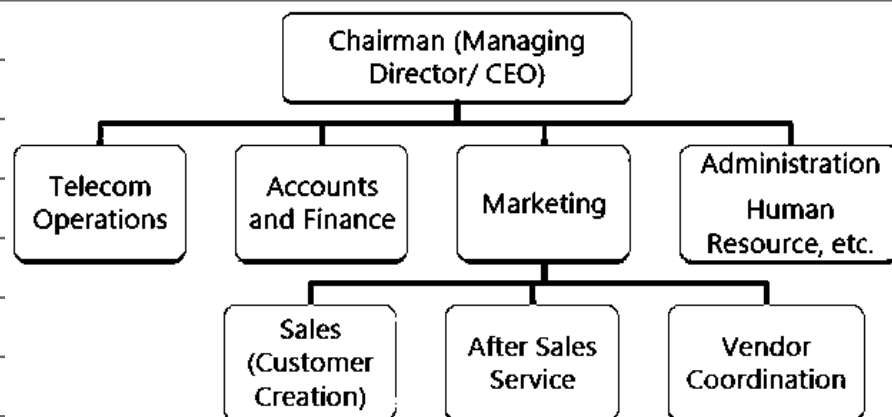 Chairman (Managing
Director/ CEO)
Telecom
Operations
Accounts
and Finance
Marketing
Administration
Human
Resource, etc.
Sales
(Customer
Creation)
After Sales
Service
Vendor
Coordination